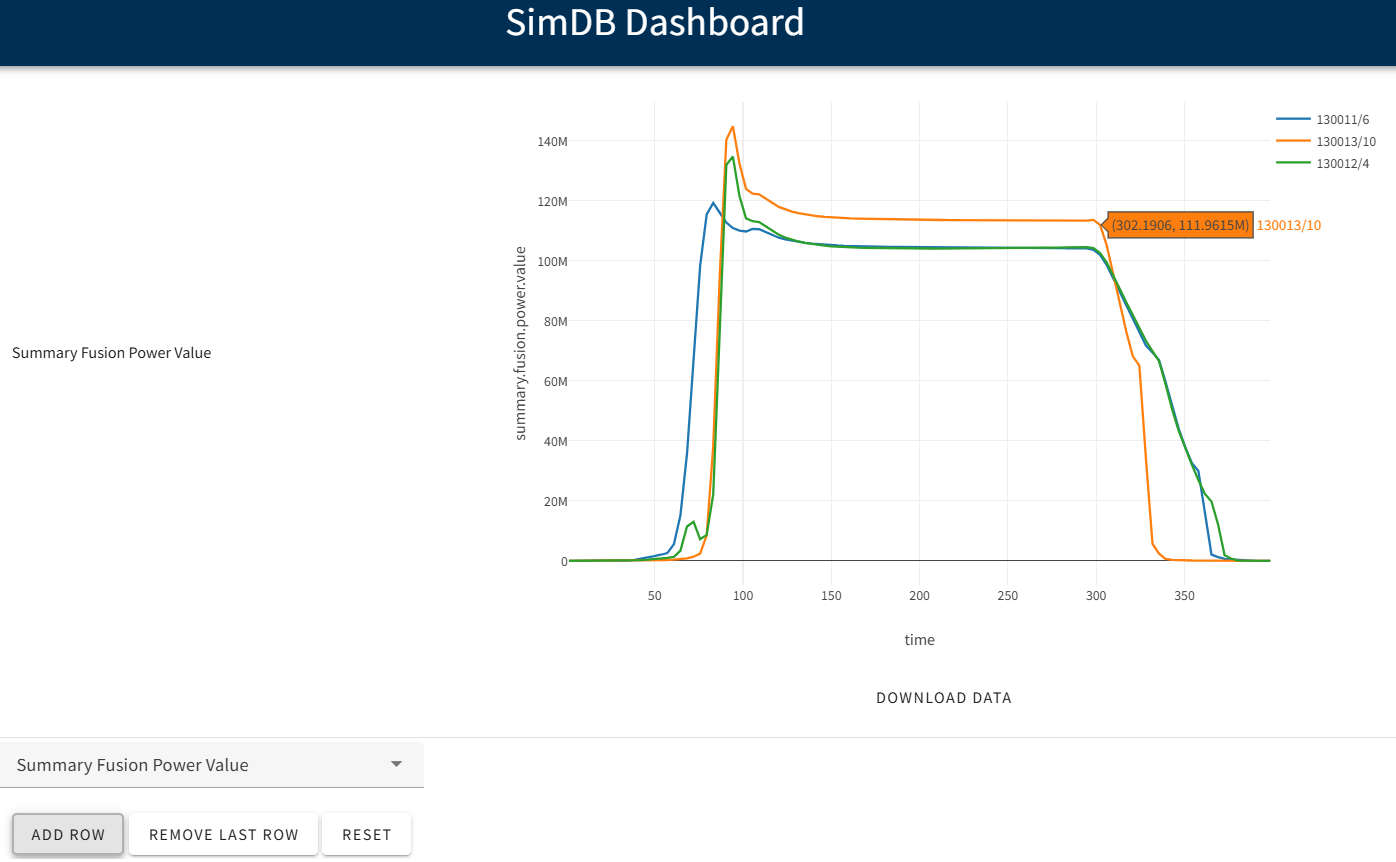 SimDB Dashboard
130011/6
130013/10
130012/4
140M
120M
100M
80M
60M
40M
20M
0
summary.fusion.power.value
(302.1906, 111.9615M) 130013/10
Summary Fusion Power Value
50 100 150 200 250 300 350
time
DOWNLOAD DATA
Summary Fusion Power Value
ADD ROW REMOVE LAST ROW RESET